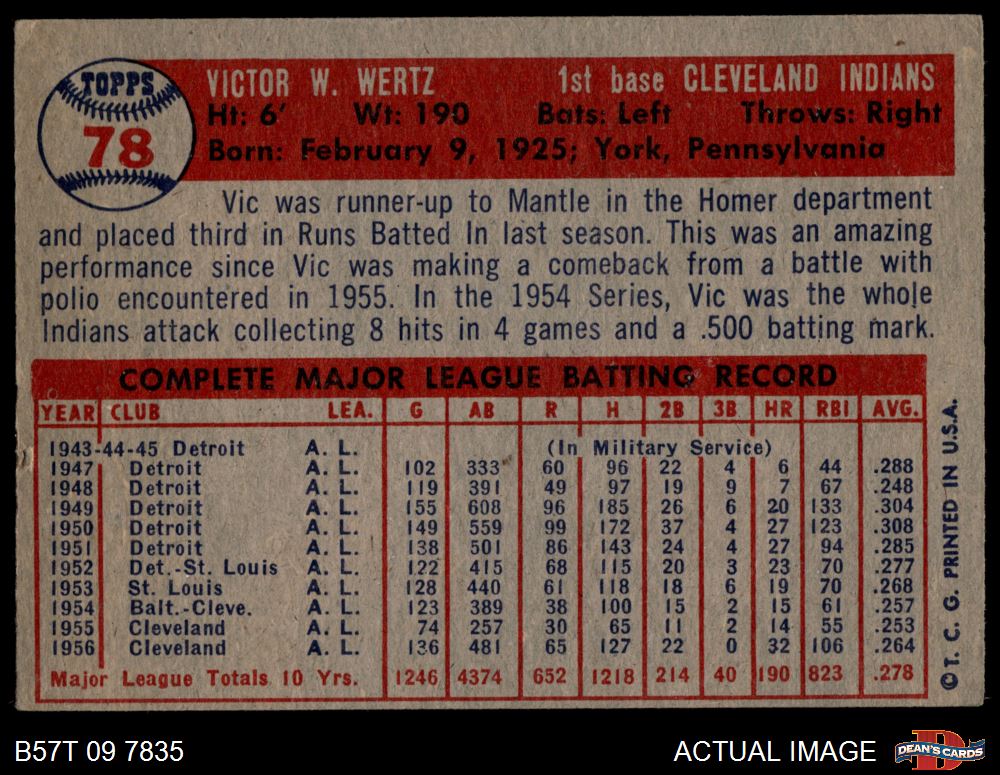 TOPPS
78
VICTOR W. WERTZ 1st base CLEVELAND INDIANS
Ht: 6' Wt: 190 Bats: Left Throws: Right
Born: February 9, 1925; York, Pennsylvania
Vic was runner-up to Mantle in the Homer department
and placed third in Runs Batted In last season. This was an amazing
performance since Vic was making a comeback from a battle with
polio encountered in 1955. In the 1954 Series, Vic was the whole
Indians attack collecting 8 hits in 4 games and a .500 batting mark.
COMPLETE MAJOR LEAGUE BATTING RECORD
YEAR CLUB LEA. G AB R H 2B 3B HR RBI AVG.
1943-44-45 Detroit A. L. (In Military Service)
1947 Detroit A. L. 102 333 60 96 22 4 6 44 .288
1948 Detroit A. L. 119 391 49 97 19 9 7 67 .248
1949 Detroit A. L. 155 608 96 185 26 6 20 133 .304
1950 Detroit A. L. 149 559 99 172 37 4 27 123 .308
1951 Detroit A. L. 138 501 86 143 24 4 27 94 .285
1952 Det.-St. Louis A. L. 122 415 68 115 20 3 23 70 .277
1953 St. Louis A. L. 128 440 61 118 18 6 19 70 .268
1954 Balt.-Cleve. A. L. 123 389 38 100 15 2 15 61 .257
1955 Cleveland A. L. 74 257 30 65 11 2 14 55 .253
1956 Cleveland A. L. 136 481 65 127 22 0 32 106 .264
Major League Totals 10 Yrs. 1246 4374 652 1218 214 40 190 823 .278
©T. C. G. PRINTED IN U.S.A.
B57T 09 7835 ACTUAL IMAGE
DEAN'S CARDS